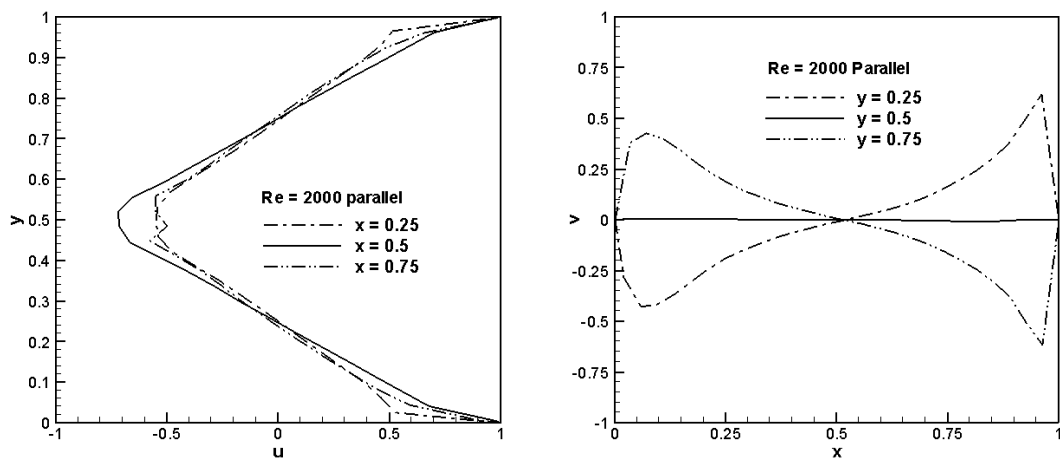 1
0.9
0.8
0.7
0.6
0.5
0.4
0.3
0.2
0.1
0
y
-1
-0.5
0
0.5
1
u
Re = 2000 parallel
x = 0.25
x = 0.5
x = 0.75
1
0.75
0.5
0.25
0
-0.25
-0.5
-0.75
-1
v
0
0.25
0.5
0.75
1
x
Re = 2000 Parallel
y = 0.25
y = 0.5
y = 0.75